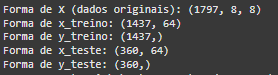 Forma de X (dados originais): (1797, 8, 8)
Forma de x_treino: (1437, 64)
Forma de y_treino: (1437,)
Forma de x_teste: (360, 64)
Forma de y_teste: (360,)